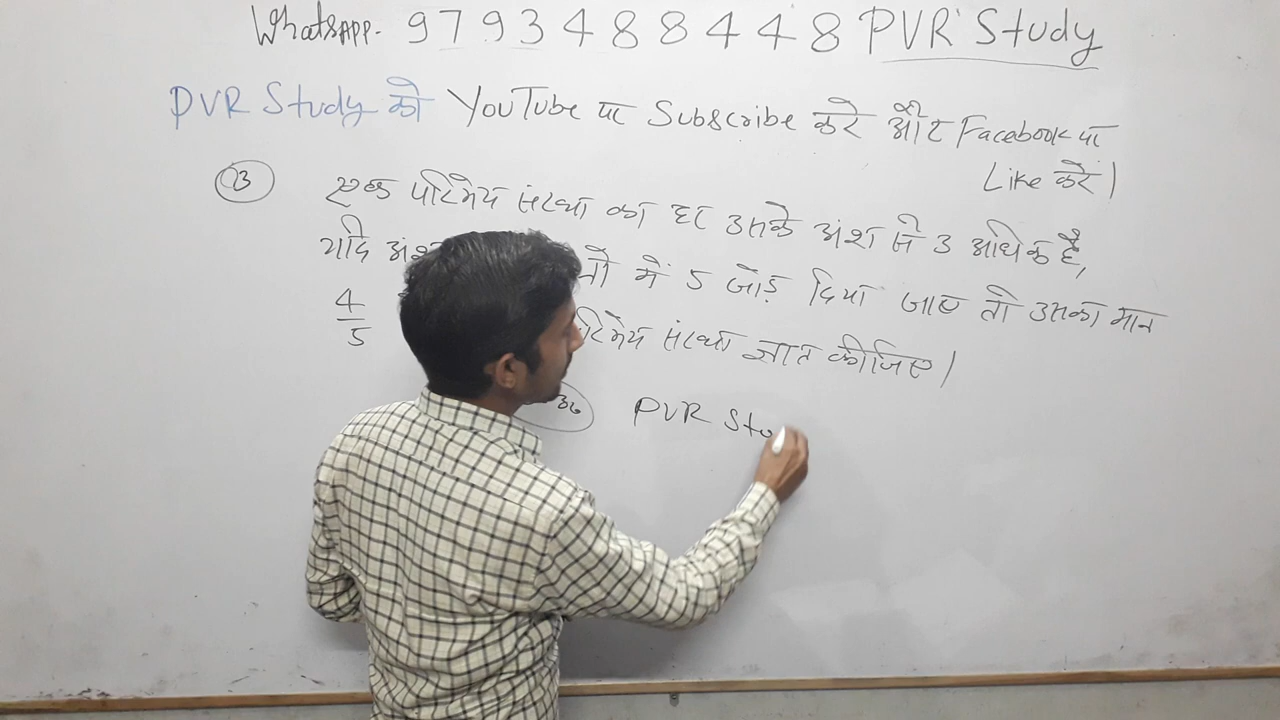 WhatsAPP- 9793488448 PVR Study
PVR Study को YouTube पर Subscribe करे और Facebook पर
Like करें।
23 एक परिमेय संख्या का हर उसके अंश से 3 अधिक है,
यदि अंश में 5 जोड़ दिया जाए तो उसका मान
4/5 परिमेय संख्या ज्ञात कीजिए।
PVR Stu